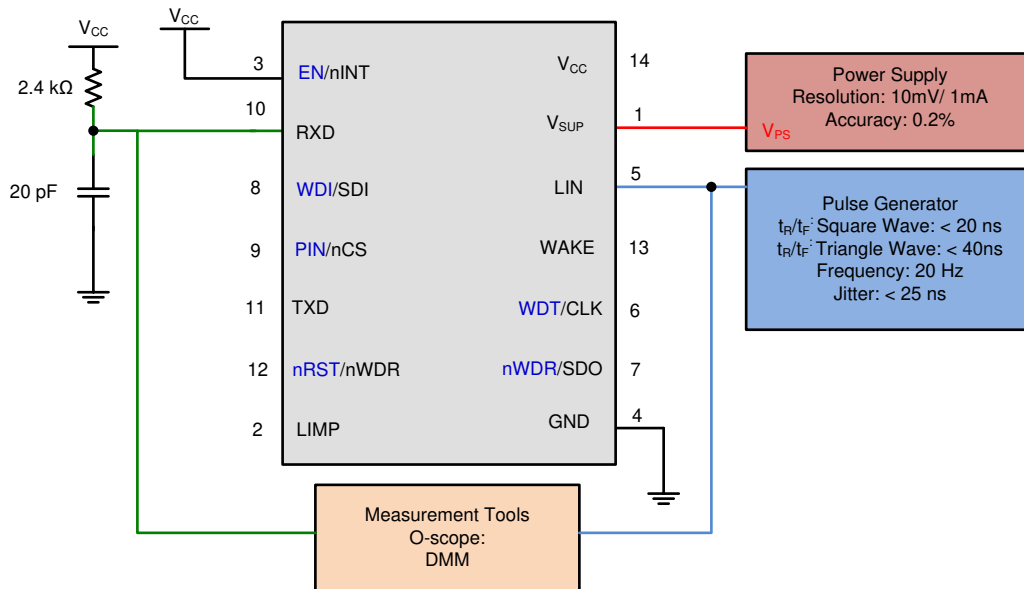 VCC
VCC
2.4 kΩ
20 pF
3
EN/nINT
10
RXD
8
WDI/SDI
9
PIN/nCS
11
TXD
12
nRST/nWDR
2
LIMP
VCC
14
VSUP
1
LIN
5
WAKE
13
WDT/CLK
6
nWDR/SDO
7
GND
4
Power Supply
Resolution: 10mV/ 1mA
Accuracy: 0.2%
VPS
Pulse Generator
tR/tF: Square Wave: < 20 ns
tR/tF: Triangle Wave: < 40ns
Frequency: 20 Hz
Jitter: < 25 ns
Measurement Tools
O-scope:
DMM